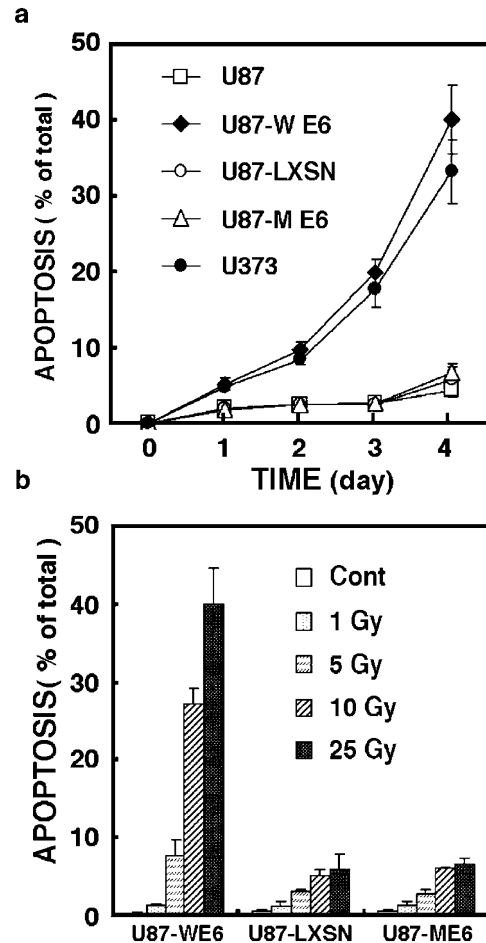 a
APOPTOSIS ( % of total )
50
40
30
20
10
0
U87
U87-W E6
U87-LXSN
U87-M E6
U373
0 1 2 3 4
TIME (day)
b
APOPTOSIS( % of total )
50
40
30
20
10
0
Cont
1 Gy
5 Gy
10 Gy
25 Gy
U87-WE6 U87-LXSN U87-ME6